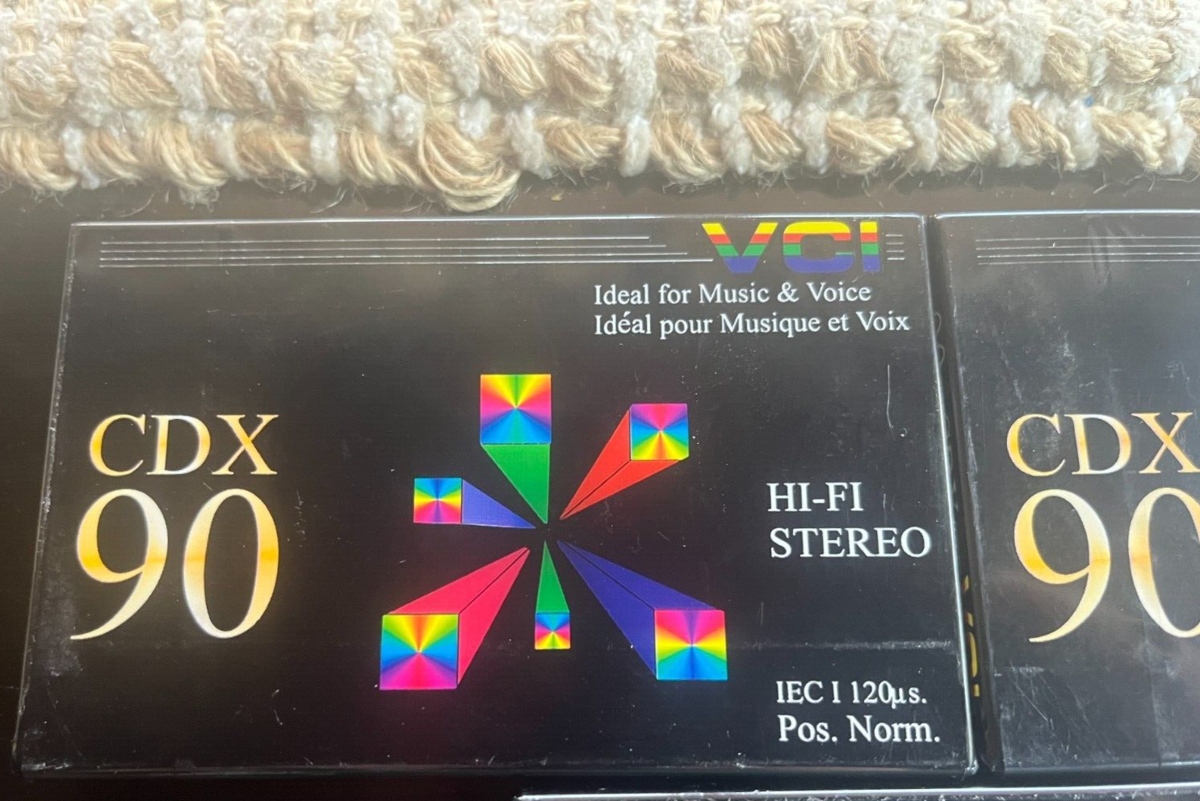 VCI
Ideal for Music & Voice
Idéal pour Musique et Voix
CDX
90
HI-FI
STEREO
IEC I 120µs.
Pos. Norm.
CDX
90